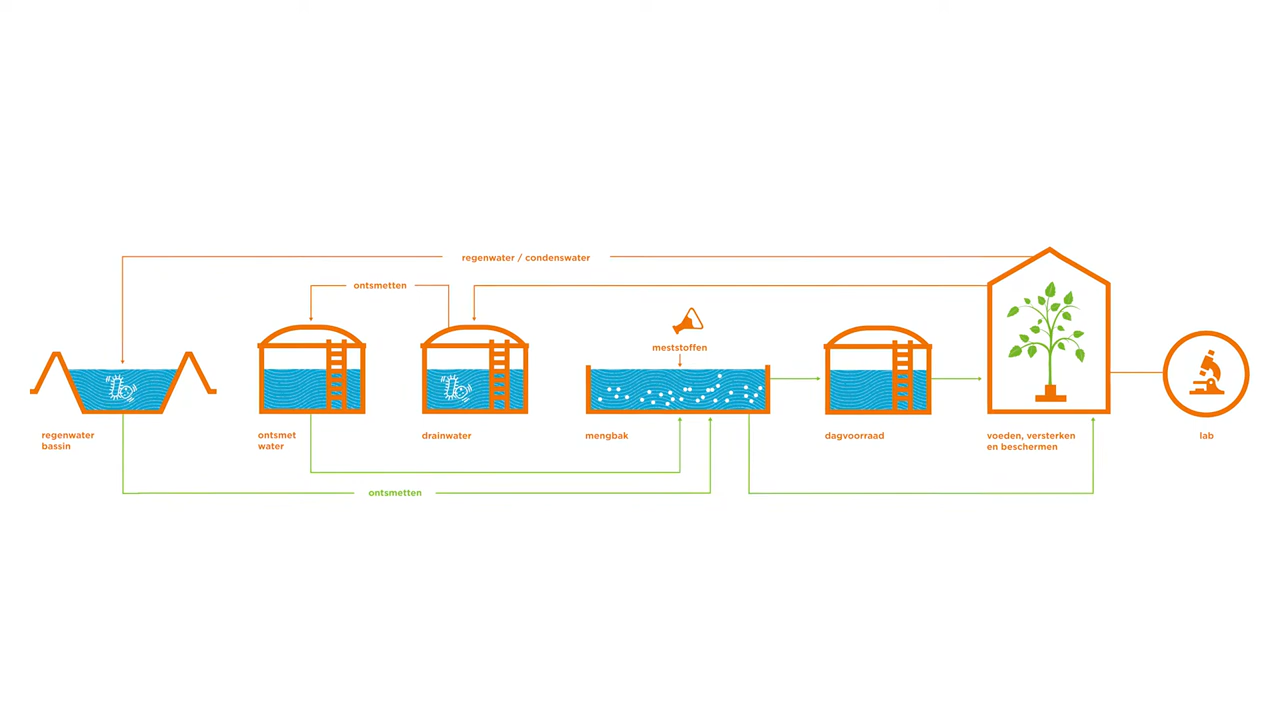 regenwater / condenswater
ontsmetten
meststoffen
regenwater
bassin
ontsmet
water
drainwater
mengbak
dagvoorraad
voeden, versterken
en beschermen
lab
ontsmetten